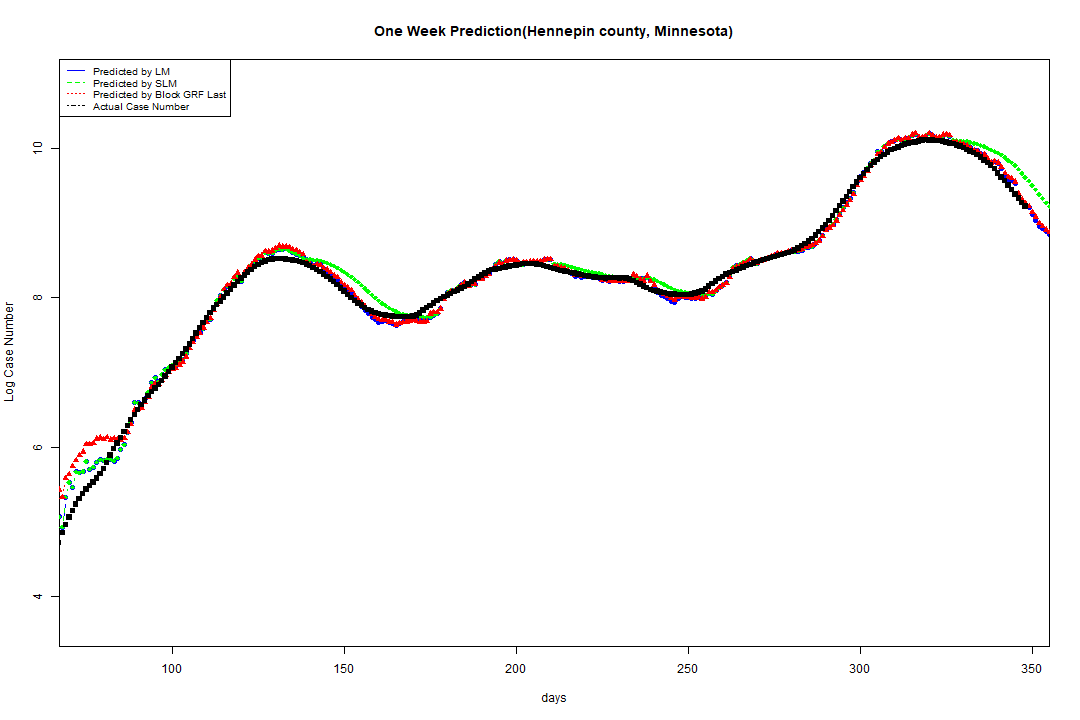 One Week Prediction(Hennepin county, Minnesota)
Predicted by LM
Predicted by SLM
Predicted by Block GRF Last
Actual Case Number
10
8
6
4
Log Case Number
100 150 200 250 300 350
days